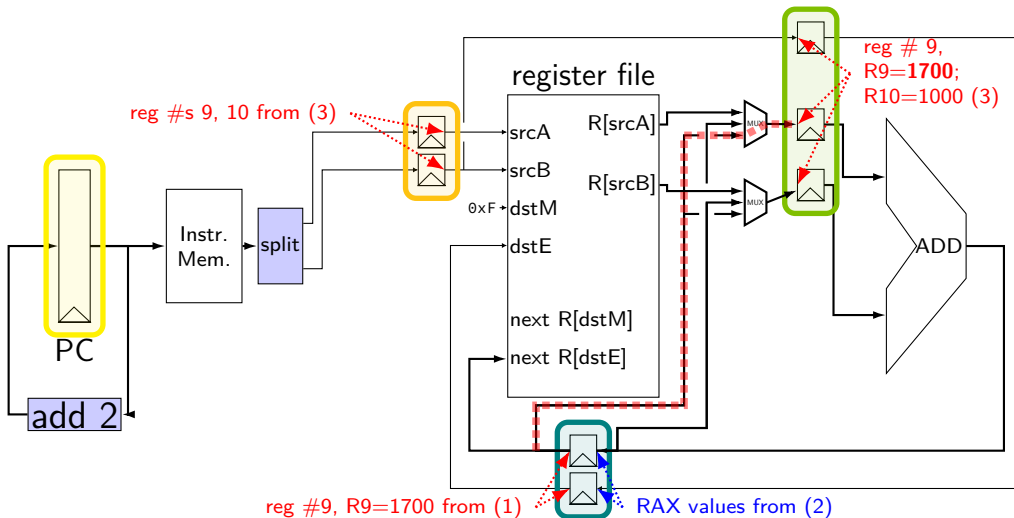 reg # 9,
R9=1700;
R10=1000 (3)
register file
reg #s 9, 10 from (3)
srcA
R[srcA]
MUX
srcB
R[srcB]
MUX
0xF
dstM
Instr.
Mem.
split
dstE
ADD
next R[dstM]
PC
next R[dstE]
add 2
reg #9, R9=1700 from (1)
RAX values from (2)